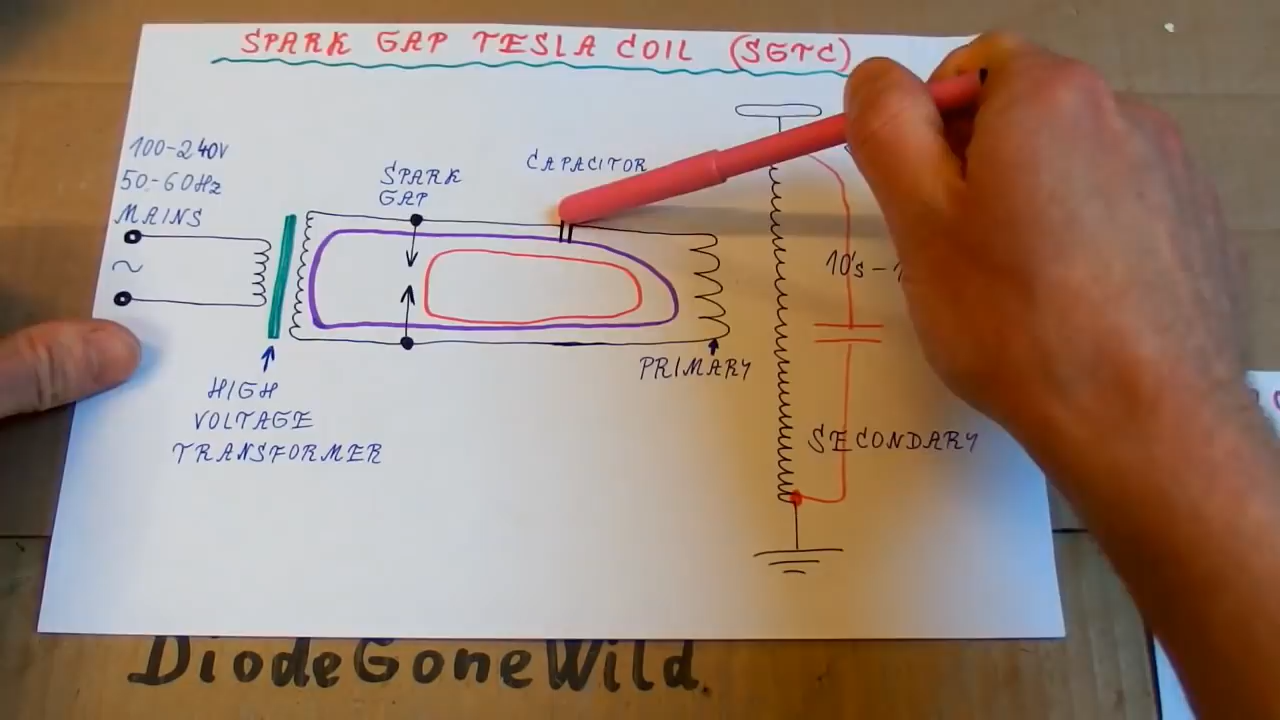 SPARK GAP TESLA COIL (SGTC)
100-240V
50-60Hz
MAINS
~
SPARK
GAP
CAPACITOR
10's-
PRIMARY
HIGH
VOLTAGE
TRANSFORMER
SECONDARY
DiodeGoneWild